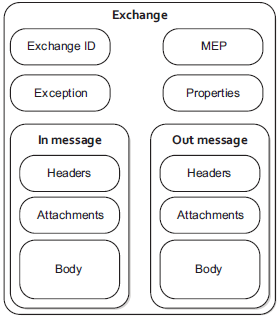 Exchange
Exchange ID
MEP
Exception
Properties
In message
Headers
Attachments
Body
Out message
Headers
Attachments
Body